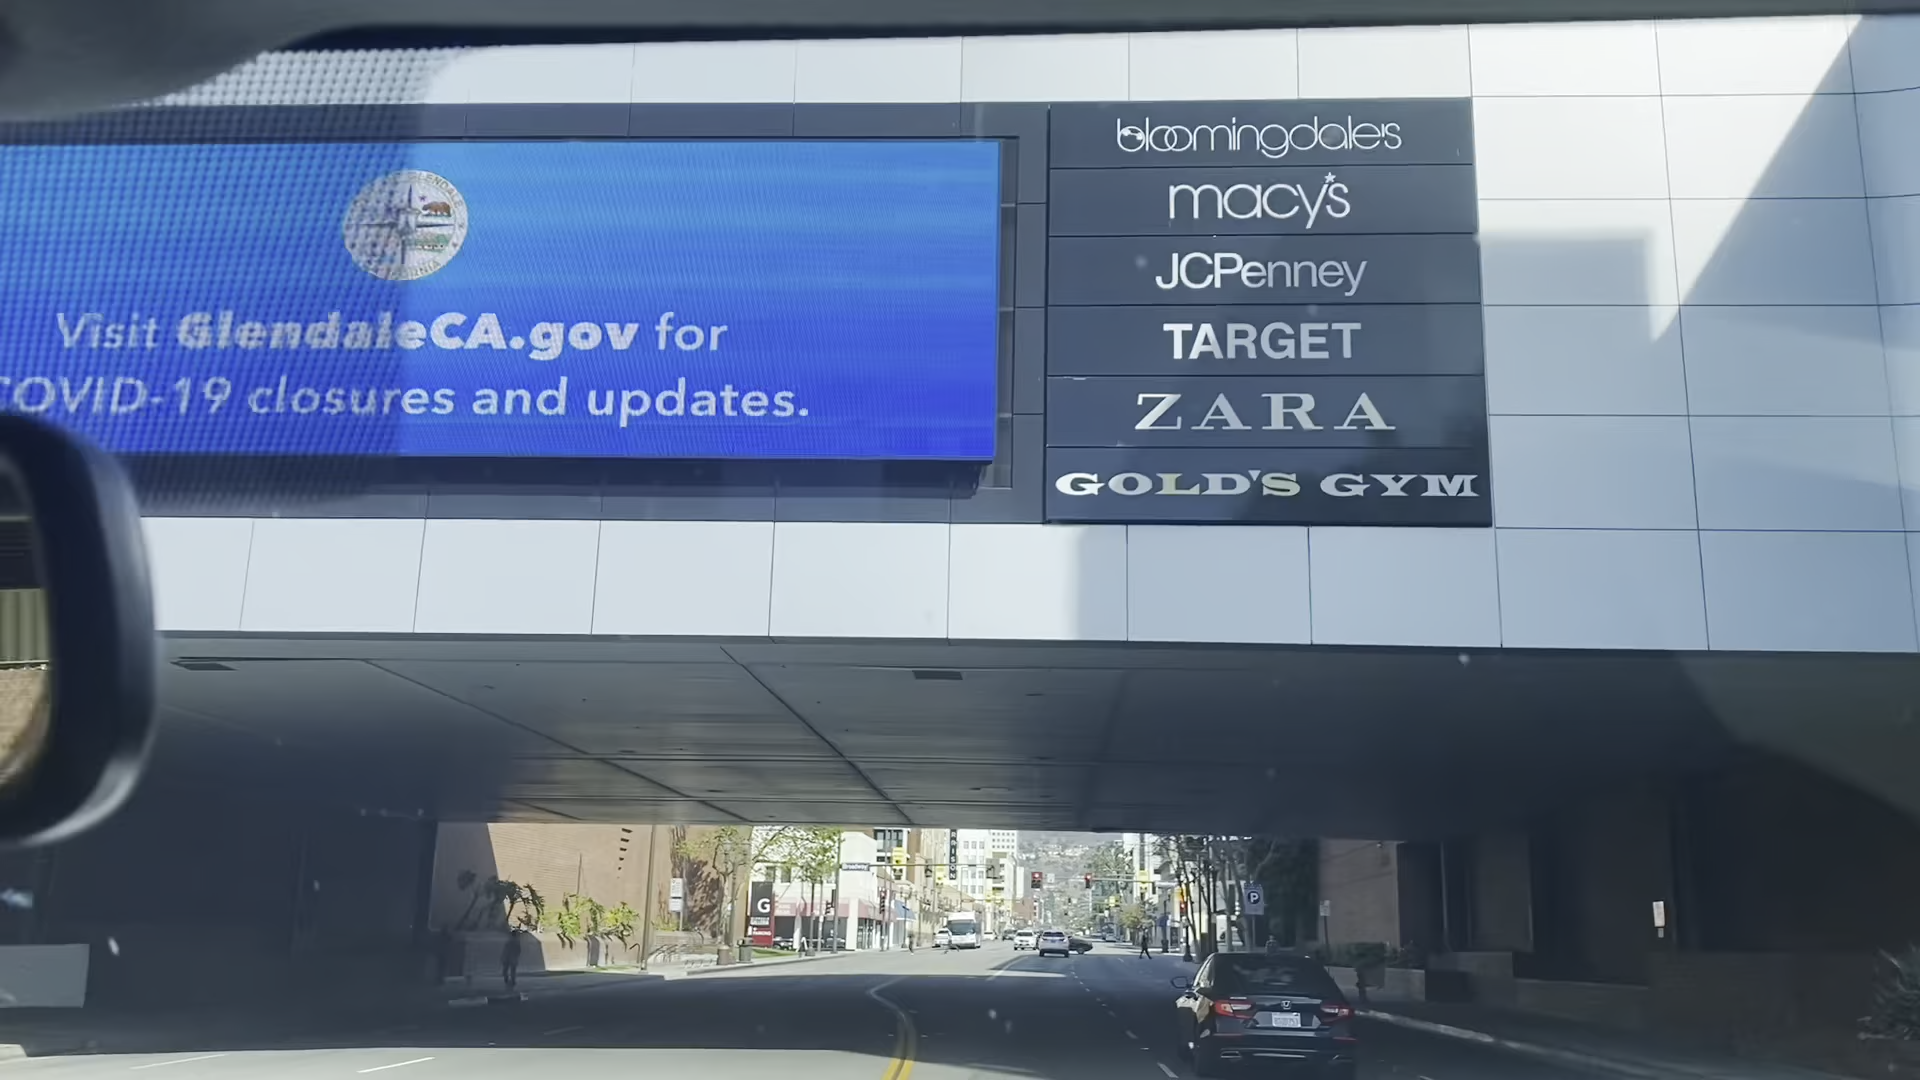 Visit GlendaleCA.gov for
COVID-19 closures and updates.
bloomingdale's
macy's
JCPenney
TARGET
ZARA
GOLD'S GYM
G
P